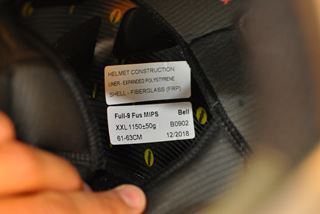 HELMET CONSTRUCTION
LINER - EXPANDED POLYSTYRENE
SHELL - FIBERGLASS (FRP)
Full-9 Fus MIPS Bell
XXL 1150±50g B0902
61-63CM 12/2018